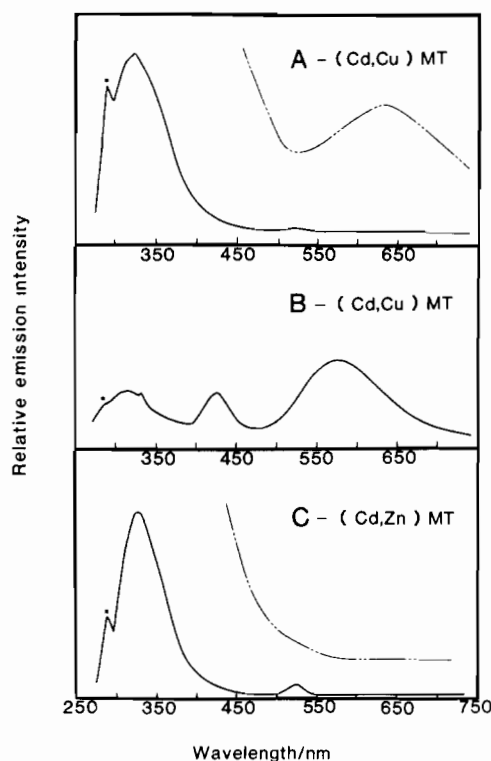 A – (Cd,Cu) MT
*
350 450 550 650
B – (Cd,Cu) MT
*
350 450 550 650
C – (Cd,Zn) MT
*
250 350 450 550 650 750
Relative emission intensity
Wavelength/nm